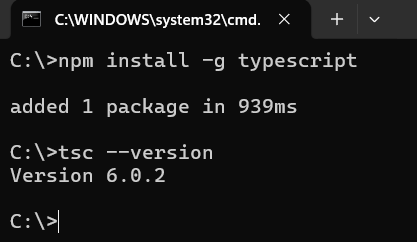 C:\WINDOWS\system32\cmd.
C:\>npm install -g typescript
added 1 package in 939ms
C:\>tsc --version
Version 6.0.2
C:\>